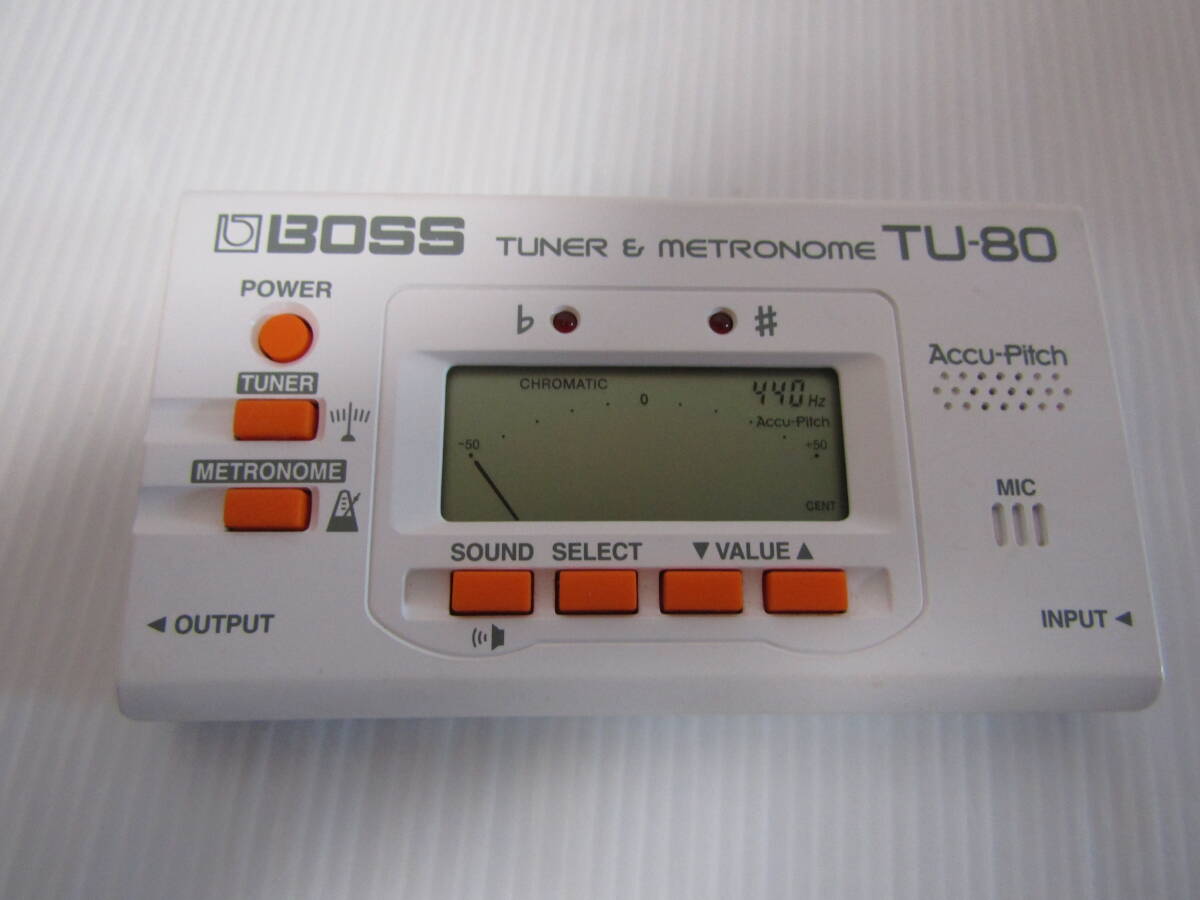 BOSS TUNER & METRONOME TU-80
POWER
♭ ♯
TUNER
METRONOME
Accu-Pitch
CHROMATIC
440 Hz
0
Accu-Pitch
-50
+50
CENT
MIC
SOUND SELECT ▼ VALUE ▲
◀ OUTPUT
INPUT ◀